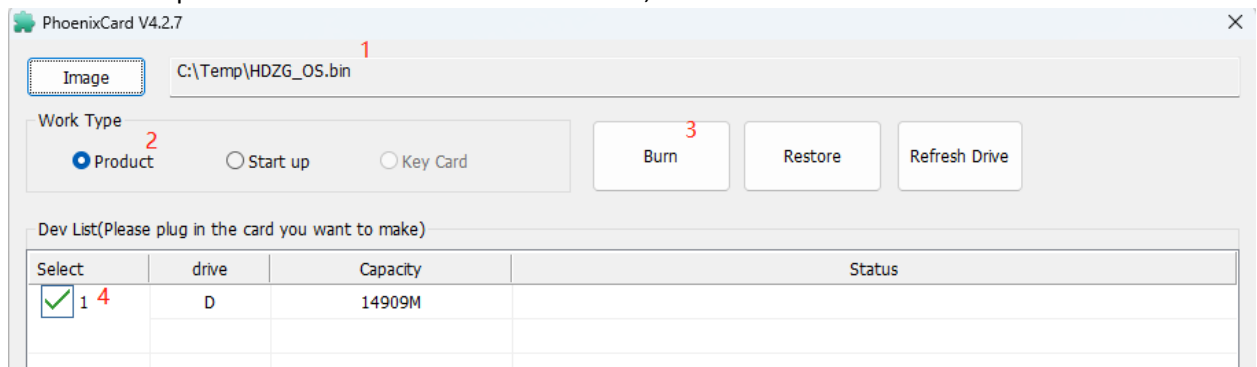 PhoenixCard V4.2.7
1
Image C:\Temp\HDZG_OS.bin
Work Type
2 3
Product Start up Key Card Burn Restore Refresh Drive
Dev List(Please plug in the card you want to make)
Select drive Capacity Status
1 4 D 14909M